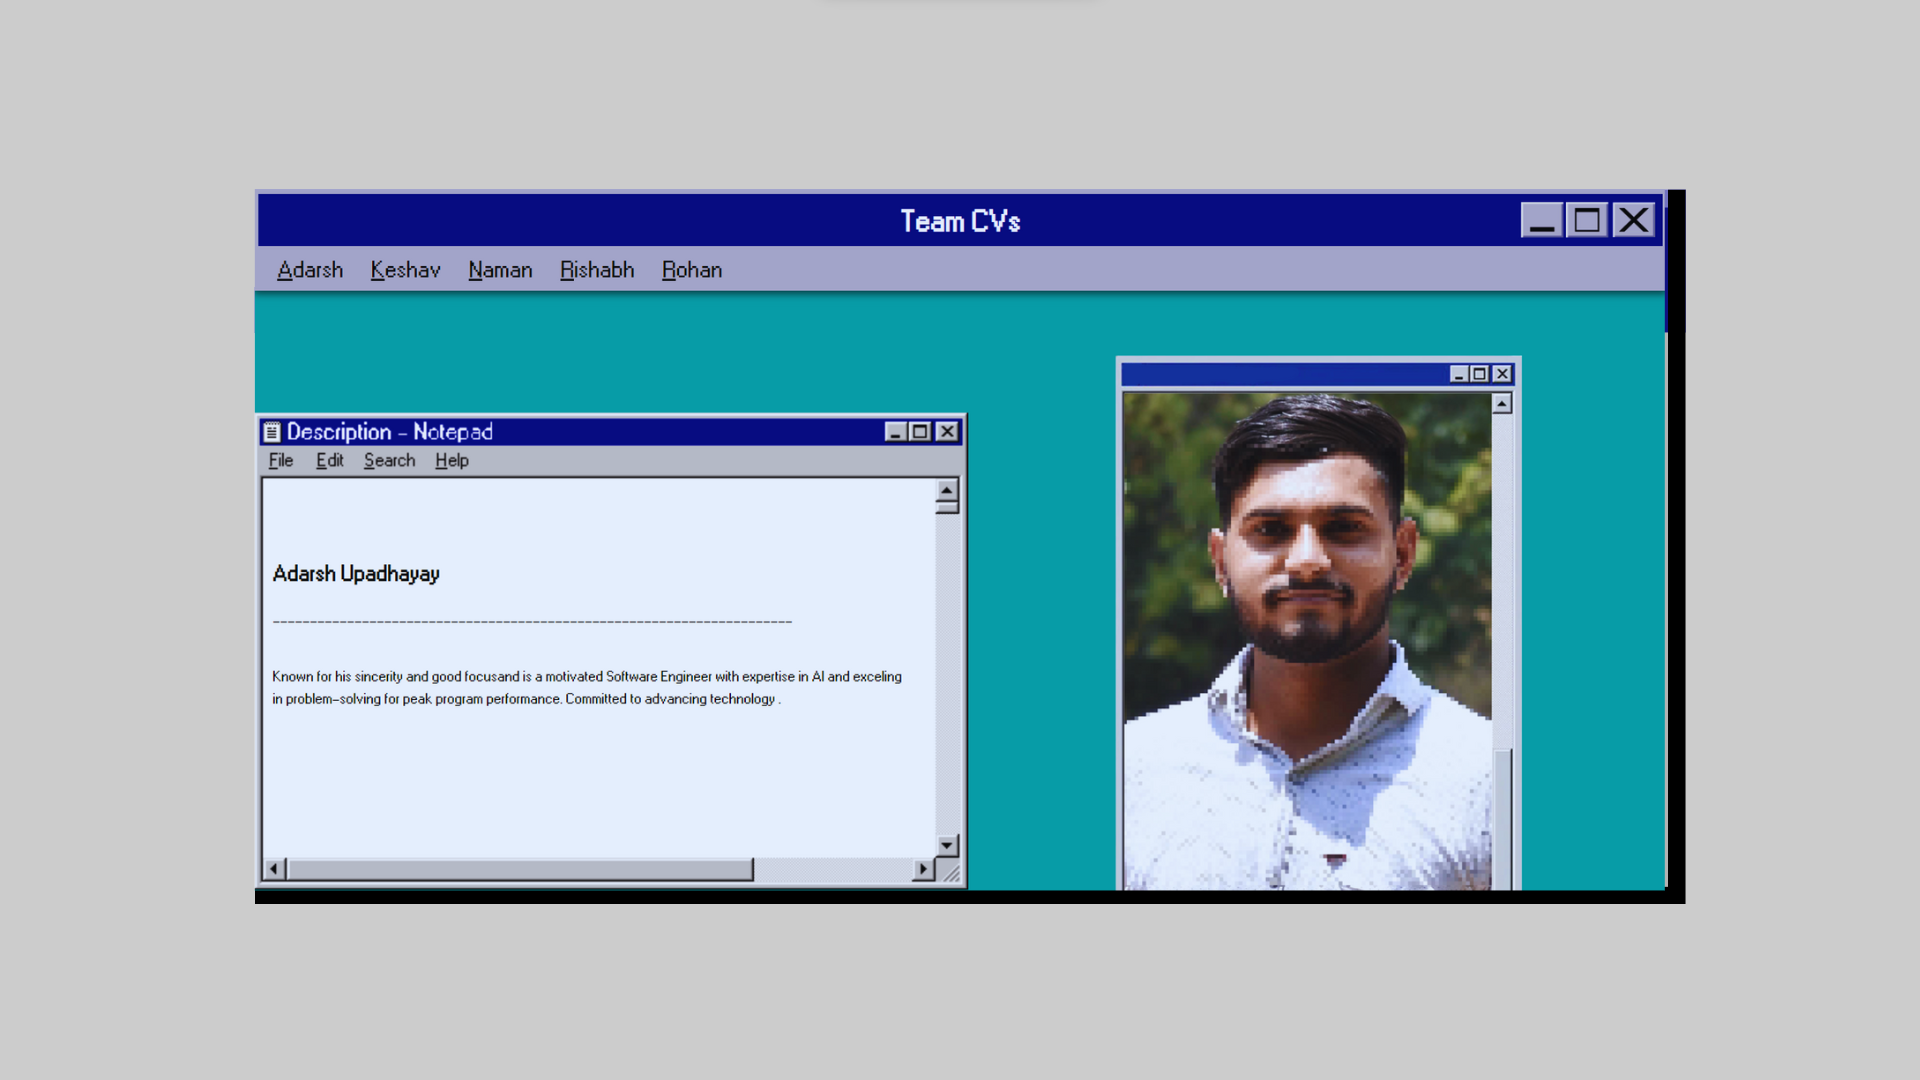 Team CVs
Adarsh Keshav Naman Rishabh Rohan
Description – Notepad
File Edit Search Help
Adarsh Upadhayay
----------------------------------------------------------------------
Known for his sincerity and good focusand is a motivated Software Engineer with expertise in AI and exceling
in problem-solving for peak program performance. Committed to advancing technology .